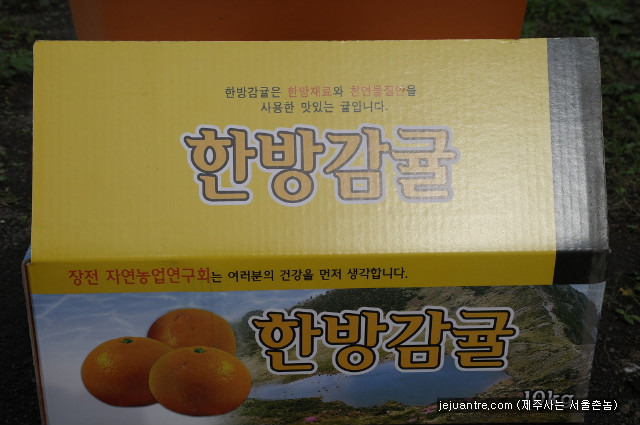 한방감귤은 한방재료와 천연물질만을
사용한 맛있는 귤입니다.
한방감귤
장전 자연농업연구회는 여러분의 건강을 먼저 생각합니다.
한방감귤
10kg
jejuantre.com (제주사는 서울촌놈)